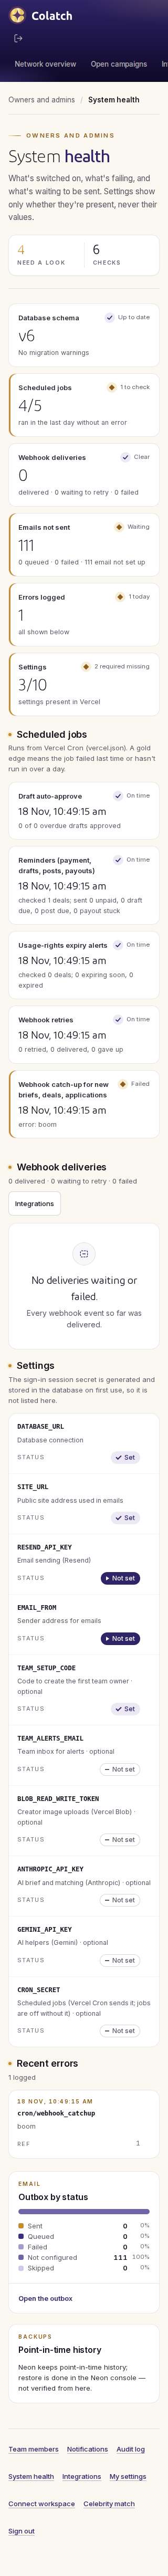 Colatch
Network overview Open campaigns In
Owners and admins / System health
OWNERS AND ADMINS
System health
What's switched on, what's failing, and
what's waiting to be sent. Settings show
only whether they're present, never their
values.
4
NEED A LOOK
6
CHECKS
Database schema
Up to date
v6
No migration warnings
Scheduled jobs
1 to check
4/5
ran in the last day without an error
Webhook deliveries
Clear
0
delivered · 0 waiting to retry · 0 failed
Emails not sent
Waiting
111
0 queued · 0 failed · 111 email not set up
Errors logged
1 today
1
all shown below
Settings
2 required missing
3/10
settings present in Vercel
Scheduled jobs
Runs from Vercel Cron (vercel.json). A gold
edge means the job failed last time or hasn't
run in over a day.
Draft auto-approve
On time
18 Nov, 10:49:15 am
0 of 0 overdue drafts approved
Reminders (payment,
drafts, posts, payouts)
On time
18 Nov, 10:49:15 am
checked 1 deals; sent 0 unpaid, 0 draft
due, 0 post due, 0 payout stuck
Usage-rights expiry alerts
On time
18 Nov, 10:49:15 am
checked 0 deals; 0 expiring soon, 0
expired
Webhook retries
On time
18 Nov, 10:49:15 am
0 retried, 0 delivered, 0 gave up
Webhook catch-up for new
briefs, deals, applications
Failed
18 Nov, 10:49:15 am
error: boom
Webhook deliveries
0 delivered · 0 waiting to retry · 0 failed
Integrations
No deliveries waiting or
failed.
Every webhook event so far was
delivered.
Settings
The sign-in session secret is generated and
stored in the database on first use, so it is
not listed here.
DATABASE_URL
Database connection
STATUS
Set
SITE_URL
Public site address used in emails
STATUS
Set
RESEND_API_KEY
Email sending (Resend)
STATUS
Not set
EMAIL_FROM
Sender address for emails
STATUS
Not set
TEAM_SETUP_CODE
Code to create the first team owner ·
optional
STATUS
Set
TEAM_ALERTS_EMAIL
Team inbox for alerts · optional
STATUS
Not set
BLOB_READ_WRITE_TOKEN
Creator image uploads (Vercel Blob) ·
optional
STATUS
Not set
ANTHROPIC_API_KEY
AI brief and matching (Anthropic) · optional
STATUS
Not set
GEMINI_API_KEY
AI helpers (Gemini) · optional
STATUS
Not set
CRON_SECRET
Scheduled jobs (Vercel Cron sends it; jobs
are off without it) · optional
STATUS
Not set
Recent errors
1 logged
18 NOV, 10:49:15 AM
cron/webhook_catchup
boom
REF
1
EMAIL
Outbox by status
Sent 0 0%
Queued 0 0%
Failed 0 0%
Not configured 111 100%
Skipped 0 0%
Open the outbox
BACKUPS
Point-in-time history
Neon keeps point-in-time history;
restore is done in the Neon console —
not verified from here.
Team members Notifications Audit log
System health Integrations My settings
Connect workspace Celebrity match
Sign out